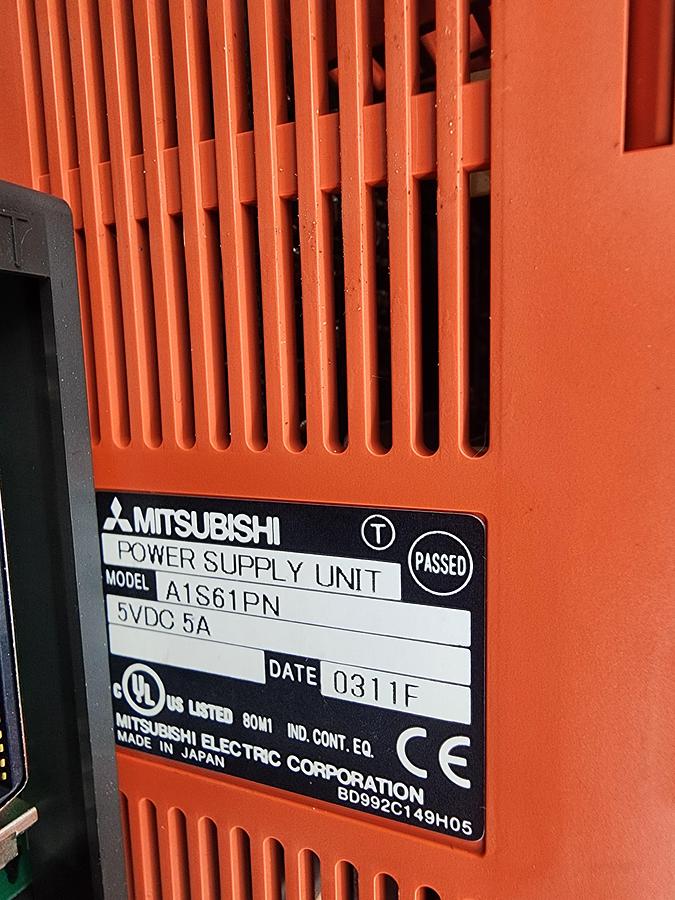 T
MITSUBISHI
T
PASSED
POWER SUPPLY UNIT
MODEL A1S61PN
5VDC 5A
DATE 0311F
C UL US LISTED 80M1 IND. CONT. EQ.
CE
MITSUBISHI ELECTRIC CORPORATION
MADE IN JAPAN
BD992C149H05